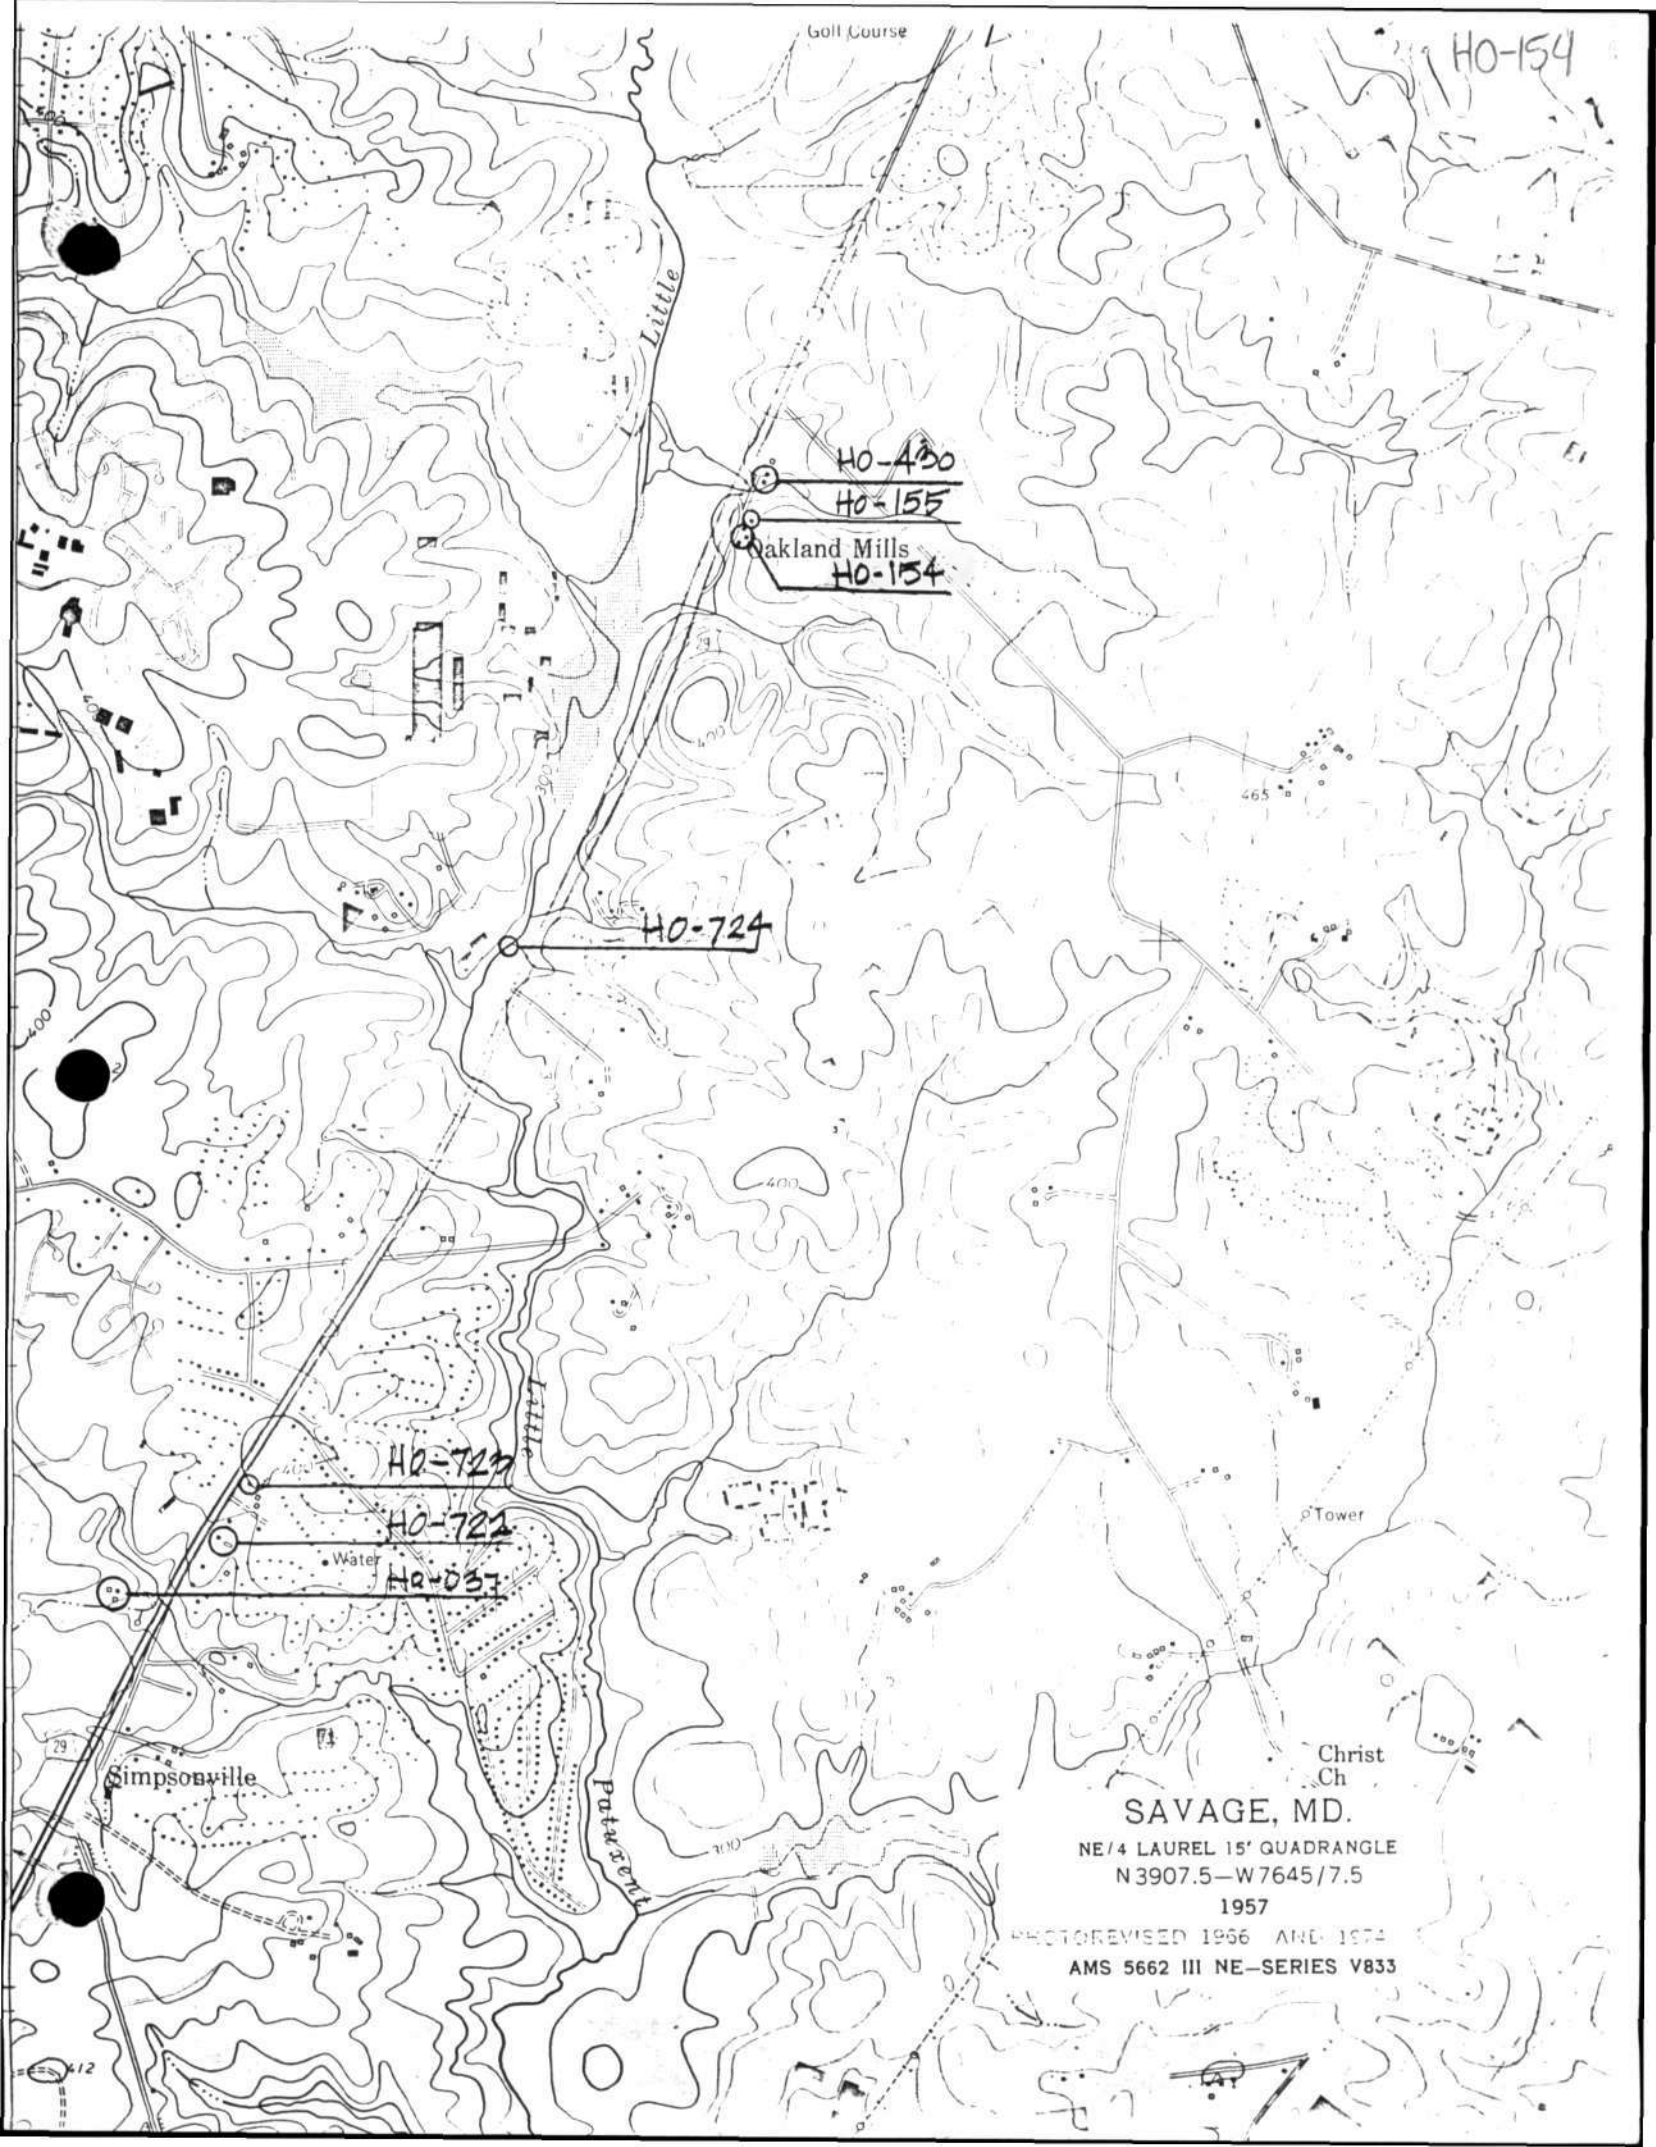 Golf Course
HO-154
Little
HO-430
HO-155
Oakland Mills
HO-154
400
400
390
465
HO-724
400
400
Little
HO-723
400
HO-722
Water
HO-037
Tower
29
Simpsonville
Patuxent
300
Christ
Ch
SAVAGE, MD.
NE/4 LAUREL 15' QUADRANGLE
N3907.5—W7645/7.5
1957
PHOTOREVISED 1966 AND 1974
AMS 5662 III NE—SERIES V833
412